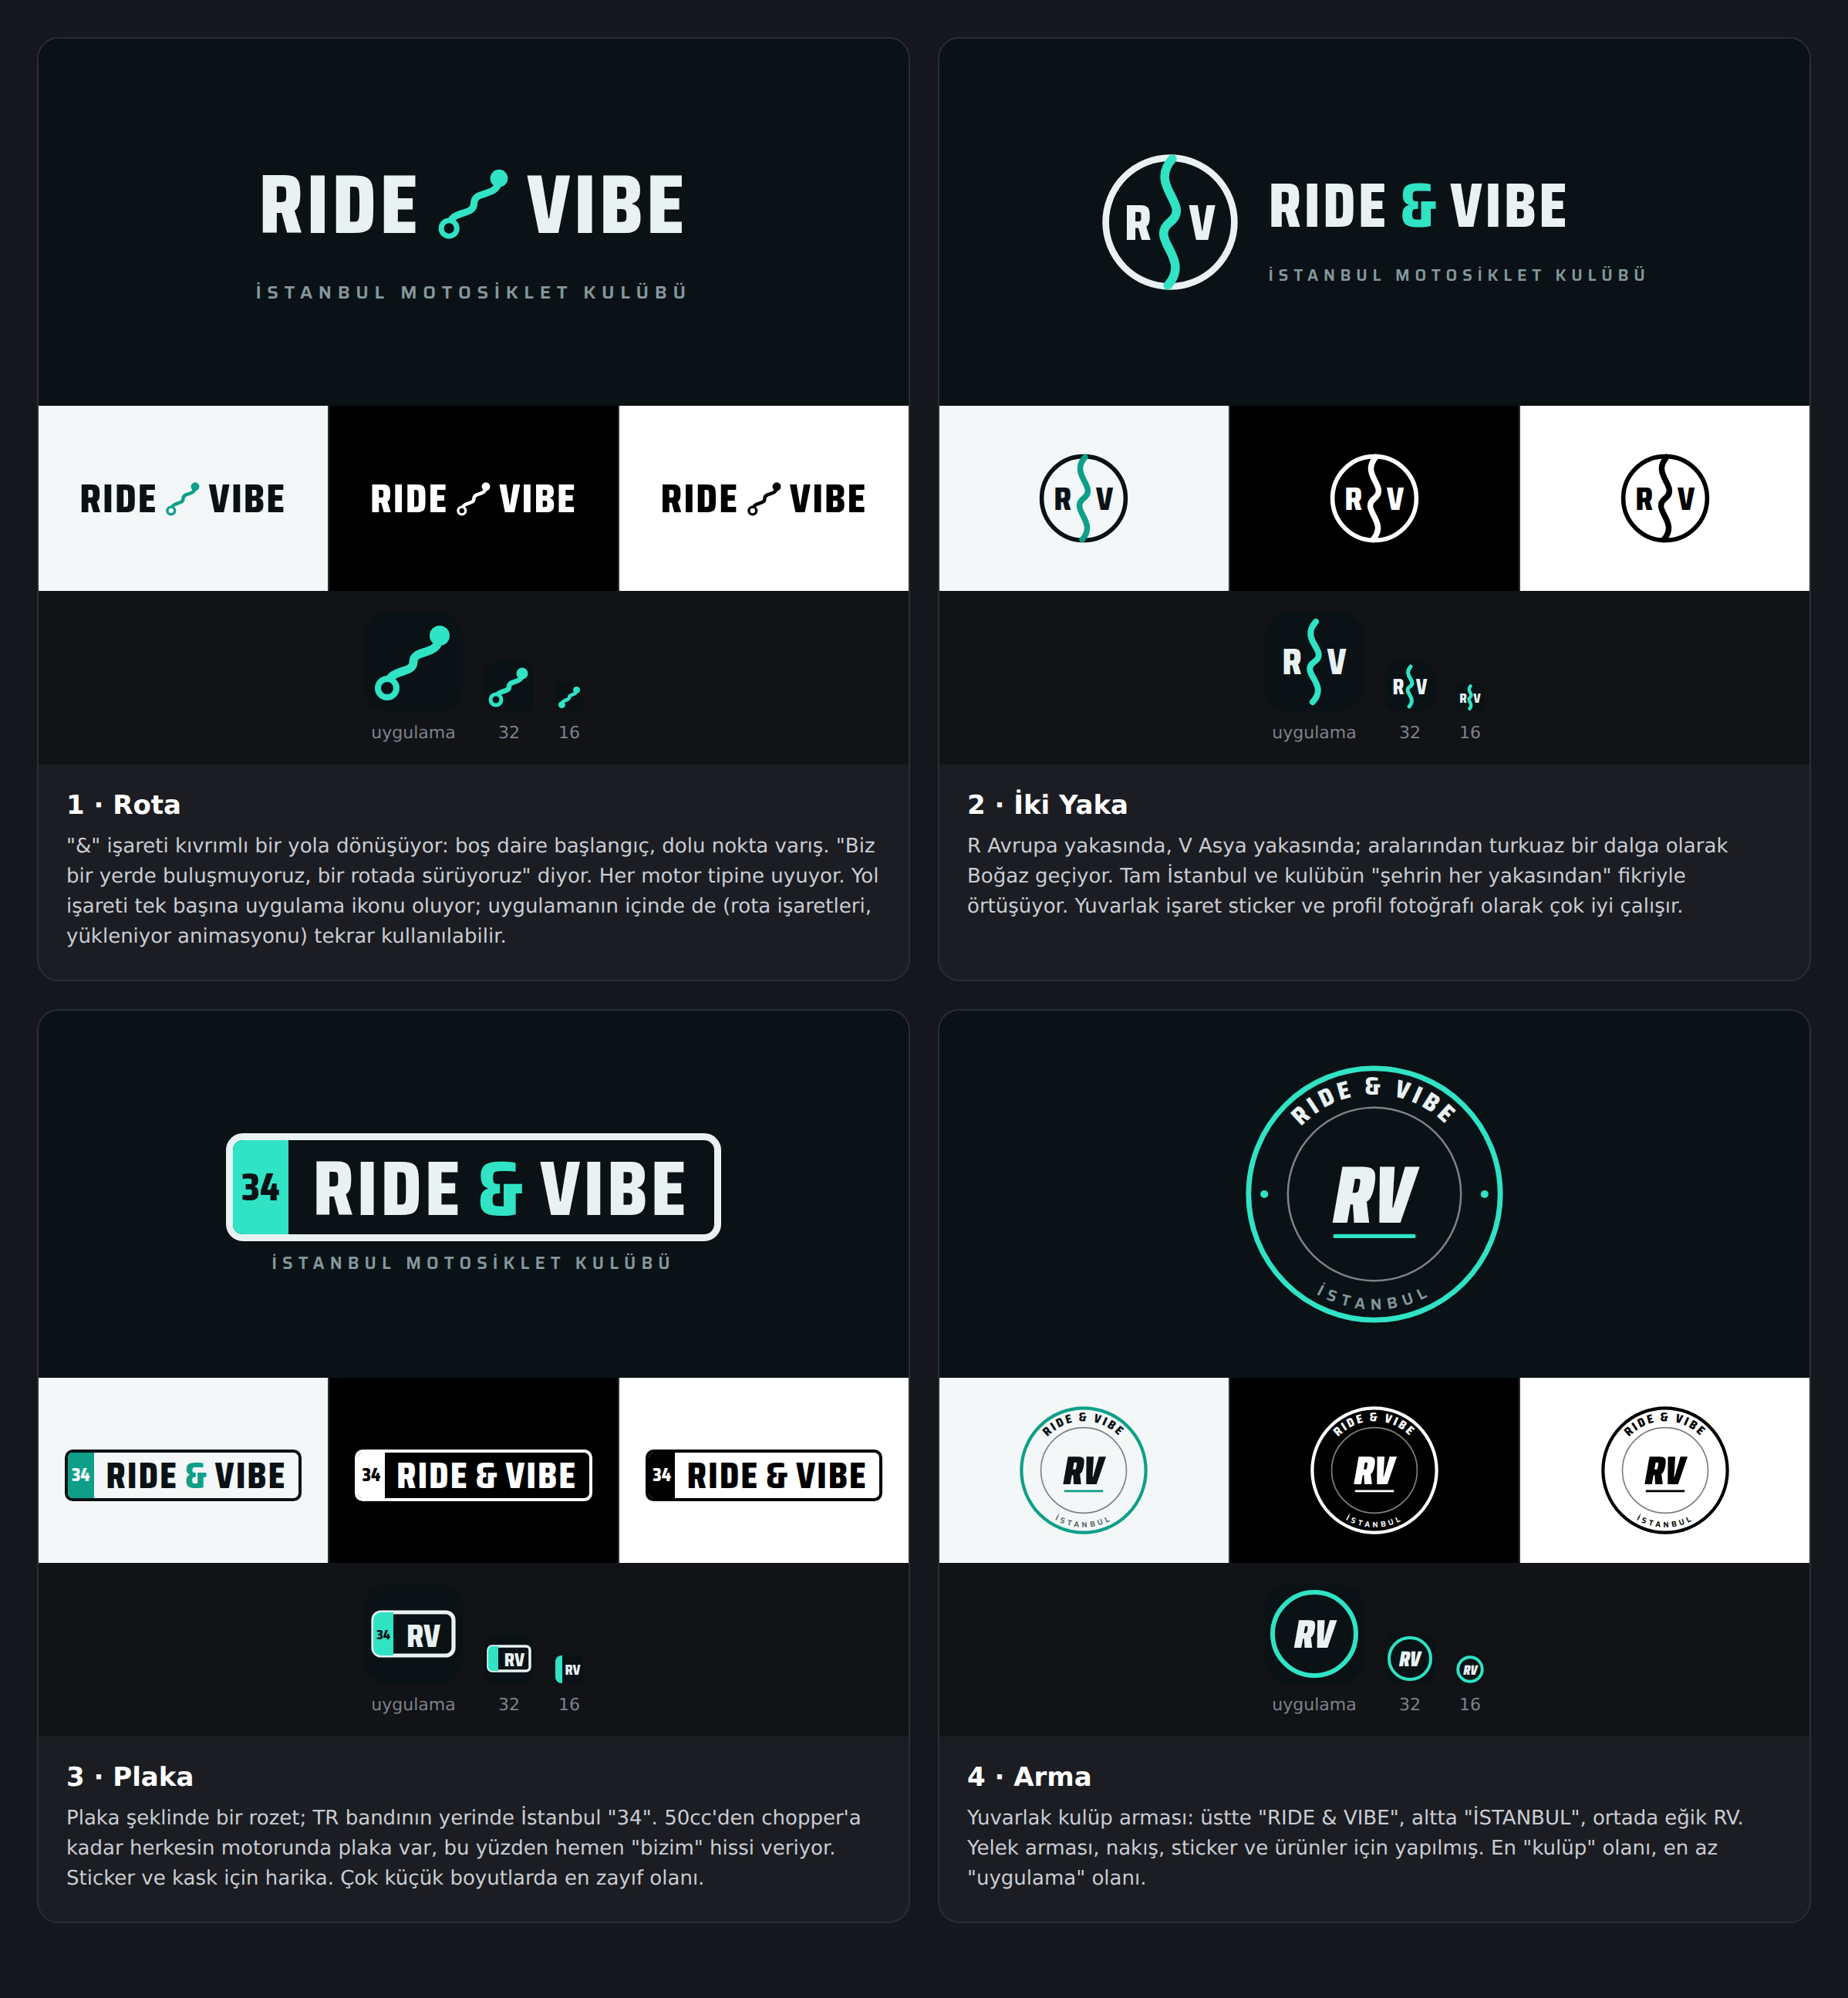 RIDE VIBE
İSTANBUL MOTOSİKLET KULÜBÜ
RIDE VIBE
RIDE VIBE
RIDE VIBE
uygulama 32 16
1 · Rota
"&" işareti kıvrımlı bir yola dönüşüyor: boş daire başlangıç, dolu nokta varış. "Biz
bir yerde buluşmuyoruz, bir rotada sürüyoruz" diyor. Her motor tipine uyuyor. Yol
işareti tek başına uygulama ikonu oluyor; uygulamanın içinde de (rota işaretleri,
yükleniyor animasyonu) tekrar kullanılabilir.
R V
RIDE & VIBE
İSTANBUL MOTOSİKLET KULÜBÜ
R V
R V
R V
R V
R V
R V
uygulama 32 16
2 · İki Yaka
R Avrupa yakasında, V Asya yakasında; aralarından turkuaz bir dalga olarak
Boğaz geçiyor. Tam İstanbul ve kulübün "şehrin her yakasından" fikriyle
örtüşüyor. Yuvarlak işaret sticker ve profil fotoğrafı olarak çok iyi çalışır.
34 RIDE & VIBE
İSTANBUL MOTOSİKLET KULÜBÜ
34 RIDE & VIBE
34 RIDE & VIBE
34 RIDE & VIBE
34 RV
RV
RV
uygulama 32 16
3 · Plaka
Plaka şeklinde bir rozet; TR bandının yerinde İstanbul "34". 50cc'den chopper'a
kadar herkesin motorunda plaka var, bu yüzden hemen "bizim" hissi veriyor.
Sticker ve kask için harika. Çok küçük boyutlarda en zayıf olanı.
RIDE & VIBE
RV
İSTANBUL
RIDE & VIBE
RV
İSTANBUL
RIDE & VIBE
RV
İSTANBUL
RIDE & VIBE
RV
İSTANBUL
RV
RV
RV
uygulama 32 16
4 · Arma
Yuvarlak kulüp arması: üstte "RIDE & VIBE", altta "İSTANBUL", ortada eğik RV.
Yelek arması, nakış, sticker ve ürünler için yapılmış. En "kulüp" olanı, en az
"uygulama" olanı.